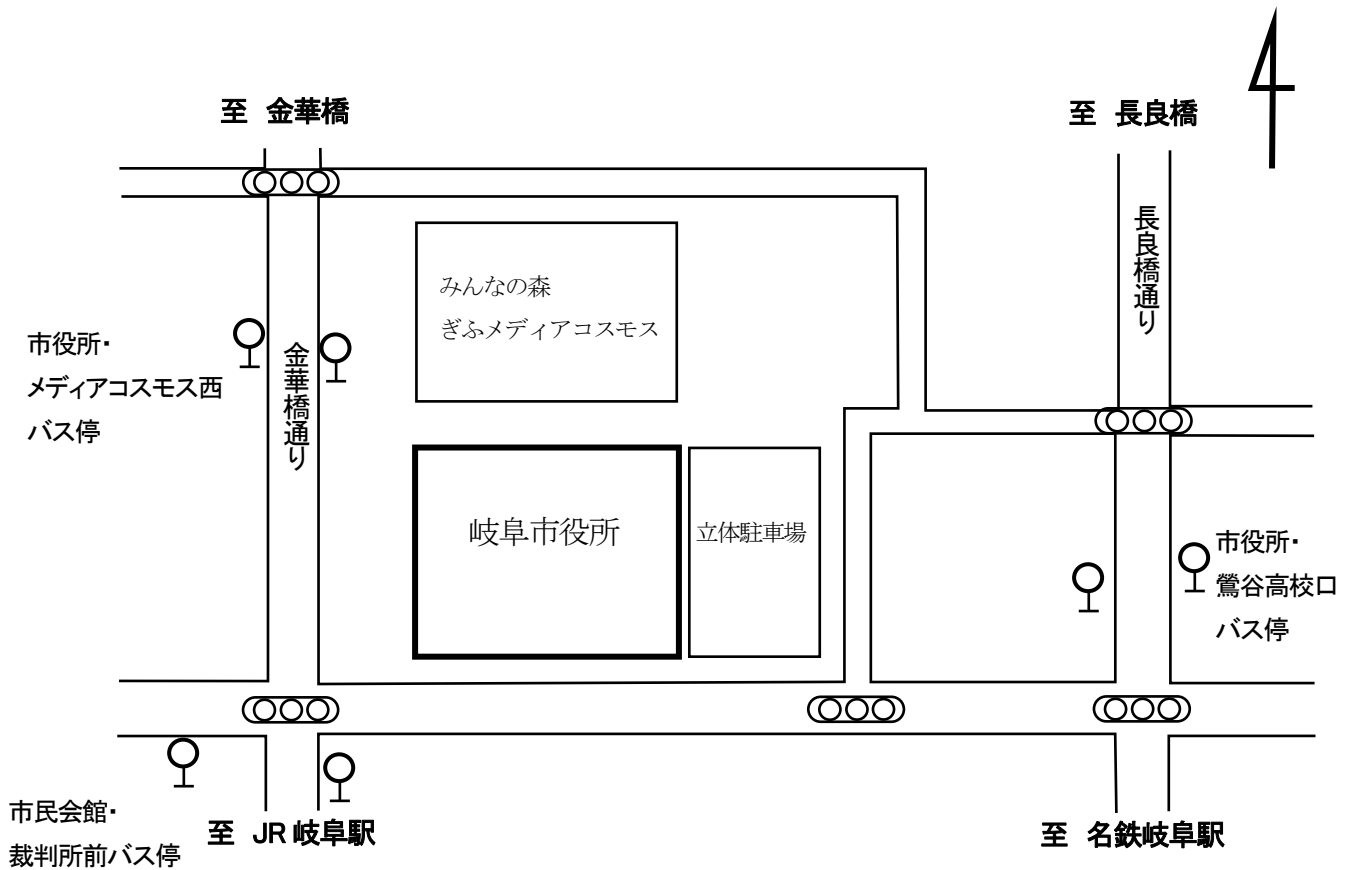 至 金華橋
至 長良橋
長良橋通り
みんなの森
ぎふメディアコスモス
市役所・
メディアコスモス西
バス停
金華橋通り
岐阜市役所
立体駐車場
市役所・
鶯谷高校口
バス停
市民会館・
裁判所前バス停
至 JR岐阜駅
至 名鉄岐阜駅